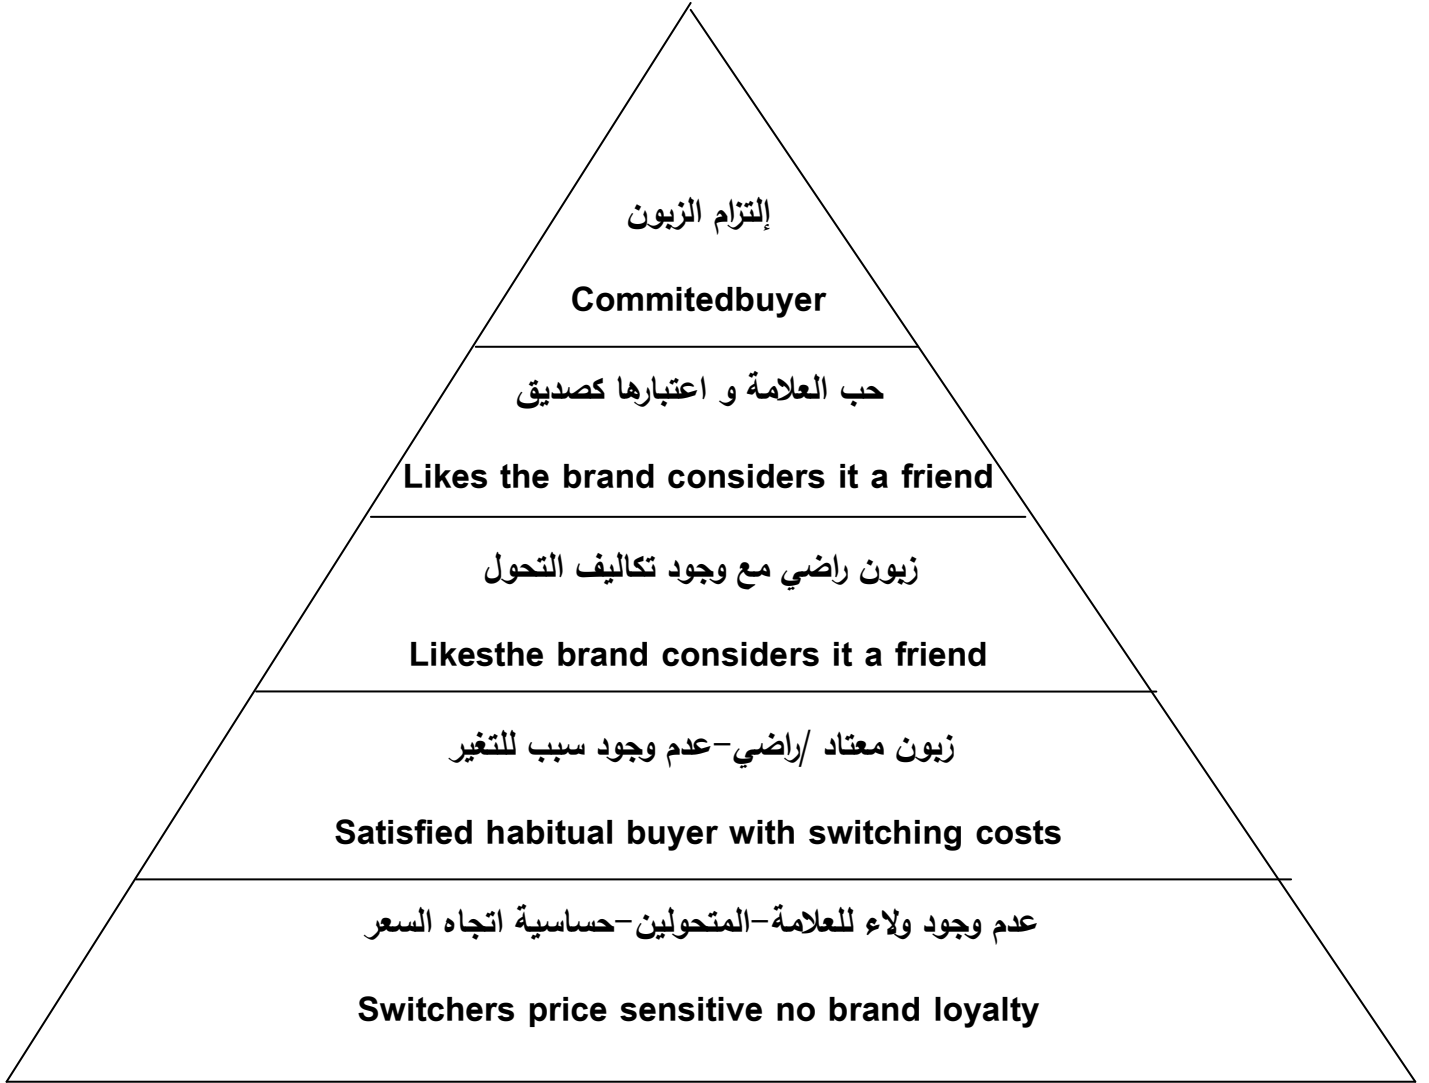 إلتزام الزبون
Commitedbuyer
حب العلامة و اعتبارها كصديق
Likes the brand considers it a friend
زبون راضي مع وجود تكاليف التحول
Likesthe brand considers it a friend
زبون معتاد /راضي-عدم وجود سبب للتغير
Satisfied habitual buyer with switching costs
عدم وجود ولاء للعلامة-المتحولين-حساسية اتجاه السعر
Switchers price sensitive no brand loyalty